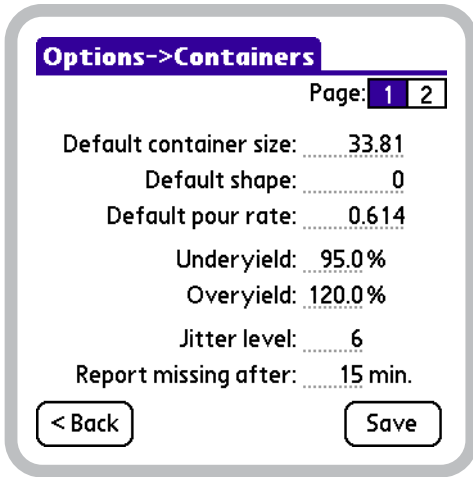 Options->Containers
Page: 1 2
Default container size: 33.81
Default shape: 0
Default pour rate: 0.614
Underyield: 95.0%
Overyield: 120.0%
Jitter level: 6
Report missing after: 15 min.
< Back Save